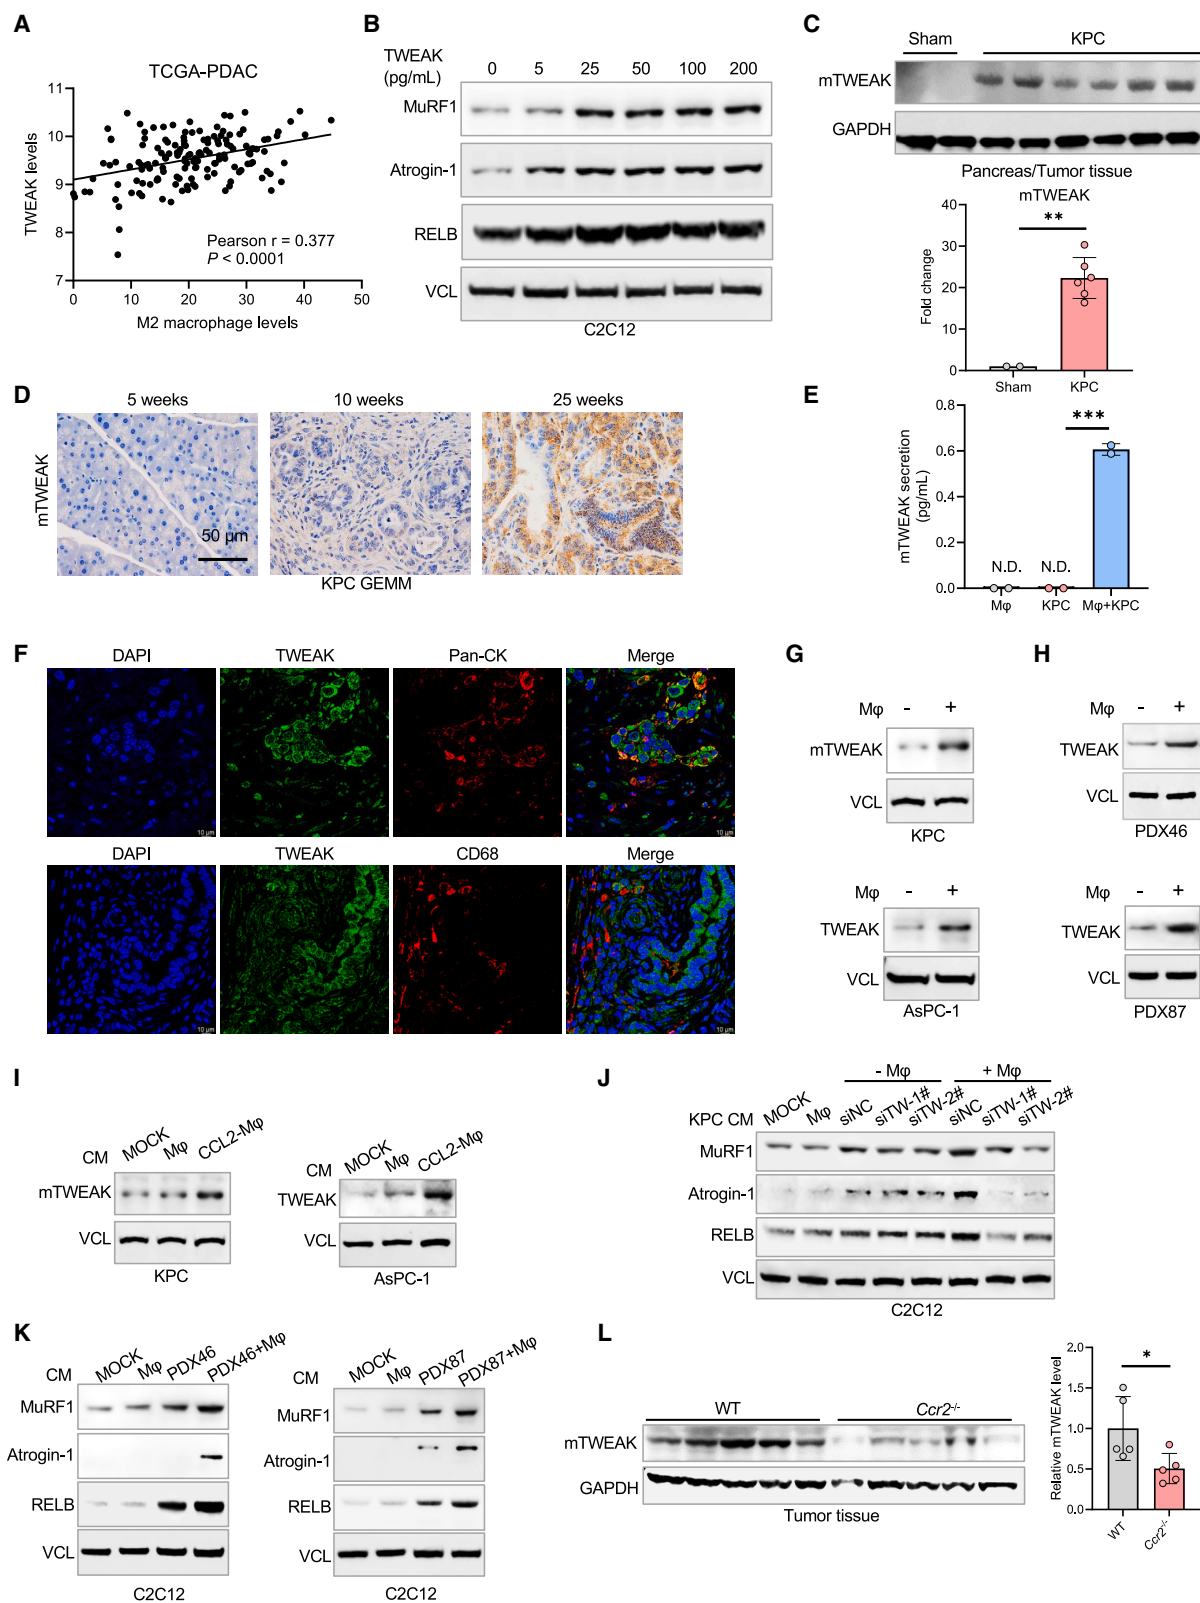 A
TCGA-PDAC
TWEAK levels
11
10
9
8
7
Pearson r = 0.377
P < 0.0001
0 10 20 30 40 50
M2 macrophage levels
B
TWEAK
(pg/mL)
0 5 25 50 100 200
MuRF1
Atrogin-1
RELB
VCL
C2C12
C
Sham KPC
mTWEAK
GAPDH
Pancreas/Tumor tissue
mTWEAK
Fold change
40
30
20
10
0
**
Sham KPC
D
5 weeks 10 weeks 25 weeks
mTWEAK
50 μm
KPC GEMM
E
mTWEAK secretion
(pg/mL)
0.8
0.6
0.4
0.2
0.0
***
N.D. N.D.
Mφ KPC Mφ+KPC
F
DAPI TWEAK Pan-CK Merge
10 μm 10 μm
DAPI TWEAK CD68 Merge
10 μm 10 μm
G
Mφ - +
mTWEAK
VCL
KPC
Mφ - +
TWEAK
VCL
AsPC-1
H
Mφ - +
TWEAK
VCL
PDX46
Mφ - +
TWEAK
VCL
PDX87
I
CM MOCK Mφ CCL2-Mφ
mTWEAK
VCL
KPC
CM MOCK Mφ CCL2-Mφ
TWEAK
VCL
AsPC-1
J
- Mφ + Mφ
KPC CM MOCK Mφ siNC siTW-1# siTW-2# siNC siTW-1# siTW-2#
MuRF1
Atrogin-1
RELB
VCL
C2C12
K
CM MOCK Mφ PDX46 PDX46+Mφ
MuRF1
Atrogin-1
RELB
VCL
C2C12
CM MOCK Mφ PDX87 PDX87+Mφ
MuRF1
Atrogin-1
RELB
VCL
C2C12
L
WT Ccr2-/-
mTWEAK
GAPDH
Tumor tissue
Relative mTWEAK level
2.0
1.5
1.0
0.5
0.0
*
WT Ccr2-/-